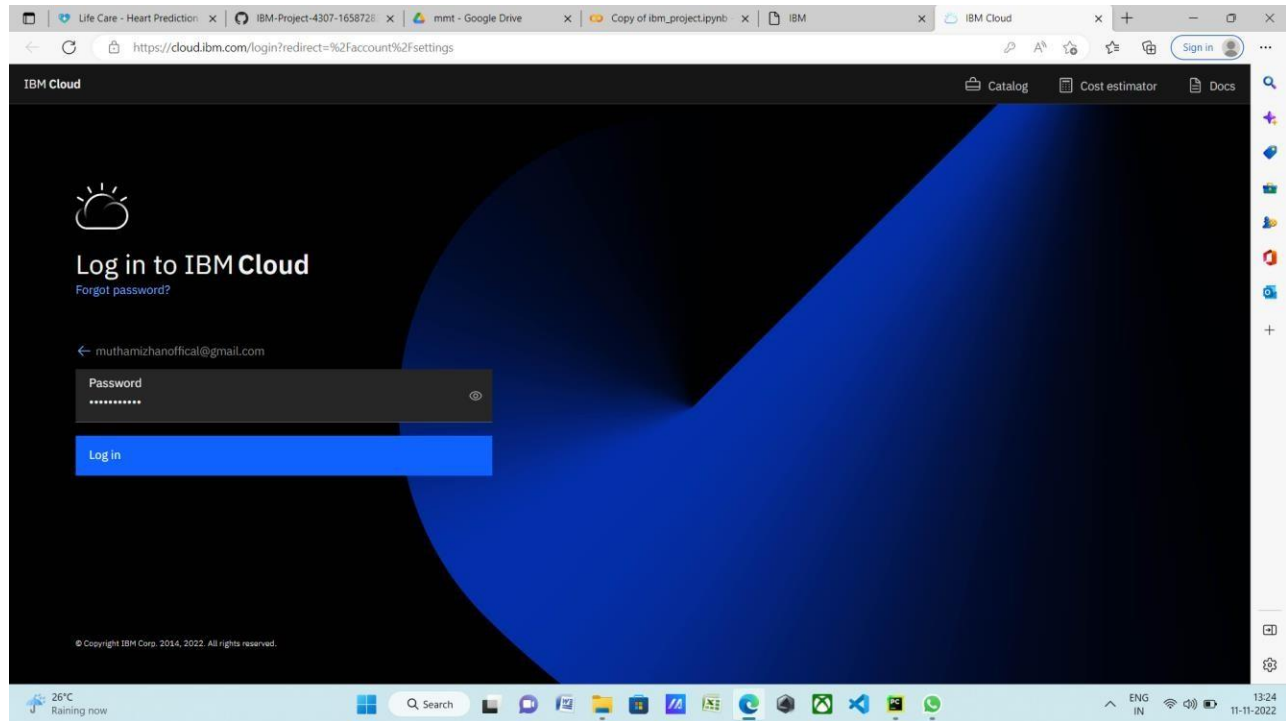 Life Care - Heart Prediction
IBM-Project-4307-1658728
mmt - Google Drive
Copy of ibm_project.ipynb
IBM
IBM Cloud
https://cloud.ibm.com/login?redirect=%2Faccount%2Fsettings
Sign in
IBM Cloud
Catalog
Cost estimator
Docs
Log in to IBM Cloud
Forgot password?
← muthamizhanoffical@gmail.com
Password
•••••••••••
Log in
© Copyright IBM Corp. 2014, 2022. All rights reserved.
26°C
Raining now
Search
ENG
IN
13:24
11-11-2022